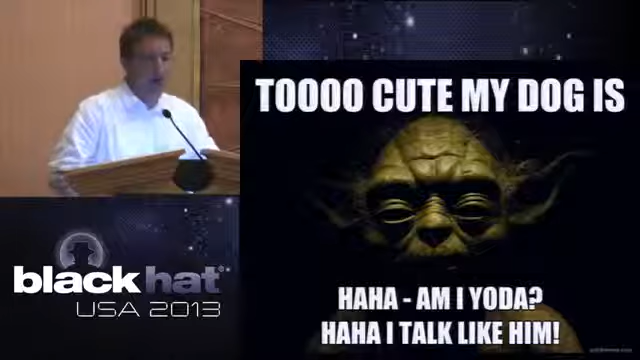 TOOOO CUTE MY DOG IS
HAHA - AM I YODA?
HAHA I TALK LIKE HIM!
black hat
USA 2013